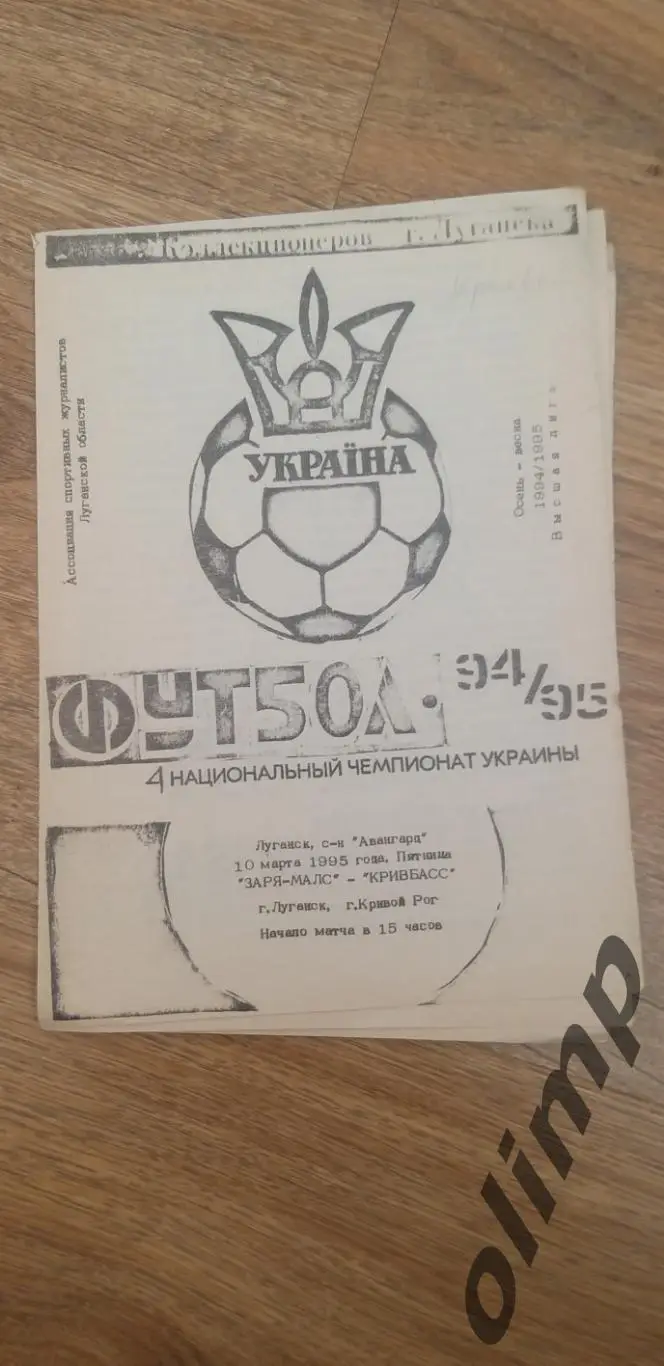 Коллекционеров г. Луганска
Ассоциация спортивных журналистов
Луганской области
УКРАЇНА
Осень - весна
1994/1995
Высшая лига
ФУТБОЛ. 94/95
4 НАЦИОНАЛЬНЫЙ ЧЕМПИОНАТ УКРАИНЫ
Луганск, с-н "Авангард"
10 марта 1995 года, Пятница
"ЗАРЯ-МАЛС" - "КРИВБАСС"
г.Луганск, г.Кривой Рог
Начало матча в 15 часов
olimp